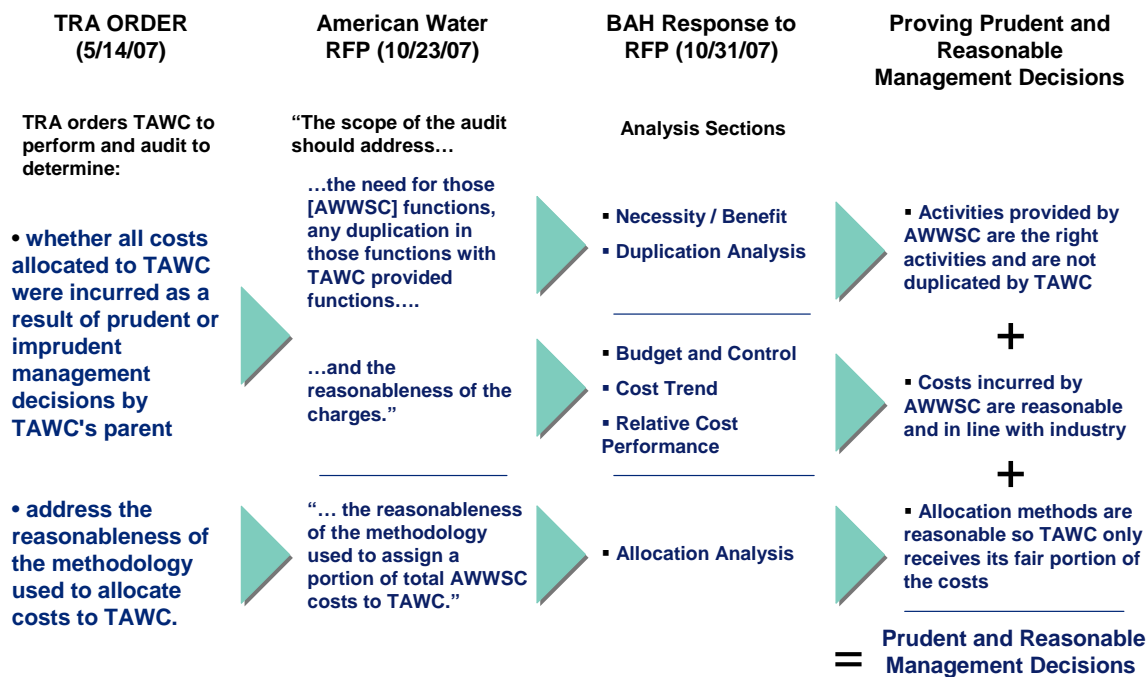 TRA ORDER
(5/14/07)
TRA orders TAWC to
perform and audit to
determine:
• whether all costs
allocated to TAWC
were incurred as a
result of prudent or
imprudent
management
decisions by
TAWC's parent
• address the
reasonableness of
the methodology
used to allocate
costs to TAWC.
American Water
RFP (10/23/07)
“The scope of the audit
should address…
…the need for those
[AWWSC] functions,
any duplication in
those functions with
TAWC provided
functions….
…and the
reasonableness of the
charges.”
“… the reasonableness
of the methodology
used to assign a
portion of total AWWSC
costs to TAWC.”
BAH Response to
RFP (10/31/07)
Analysis Sections
▪ Necessity / Benefit
▪ Duplication Analysis
▪ Budget and Control
▪ Cost Trend
▪ Relative Cost
Performance
▪ Allocation Analysis
Proving Prudent and
Reasonable
Management Decisions
▪ Activities provided by
AWWSC are the right
activities and are not
duplicated by TAWC
+
▪ Costs incurred by
AWWSC are reasonable
and in line with industry
+
▪ Allocation methods are
reasonable so TAWC only
receives its fair portion of
the costs
= Prudent and Reasonable
Management Decisions